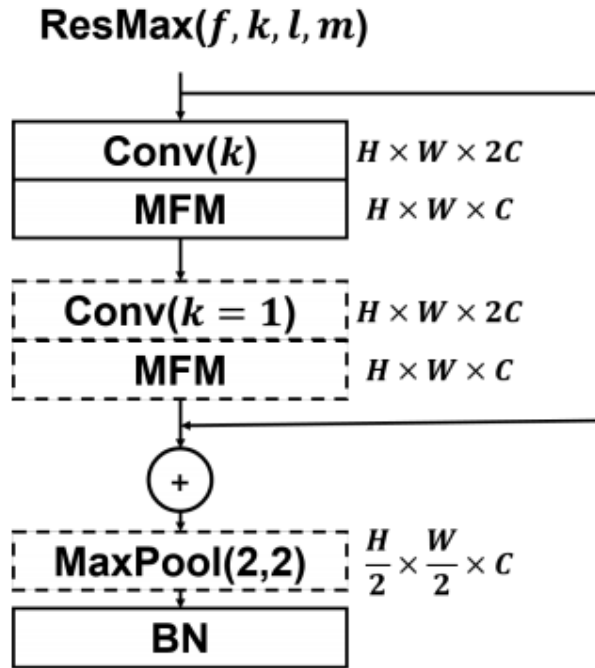 ResMax(f, k, l, m)
Conv(k) H × W × 2C
MFM H × W × C
Conv(k = 1) H × W × 2C
MFM H × W × C
+
MaxPool(2,2) H/2 × W/2 × C
BN